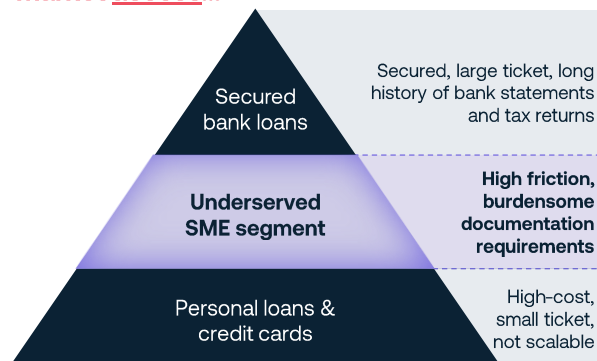 Secured
bank loans
Secured, large ticket, long
history of bank statements
and tax returns
Underserved
SME segment
High friction,
burdensome
documentation
requirements
Personal loans &
credit cards
High-cost,
small ticket,
not scalable